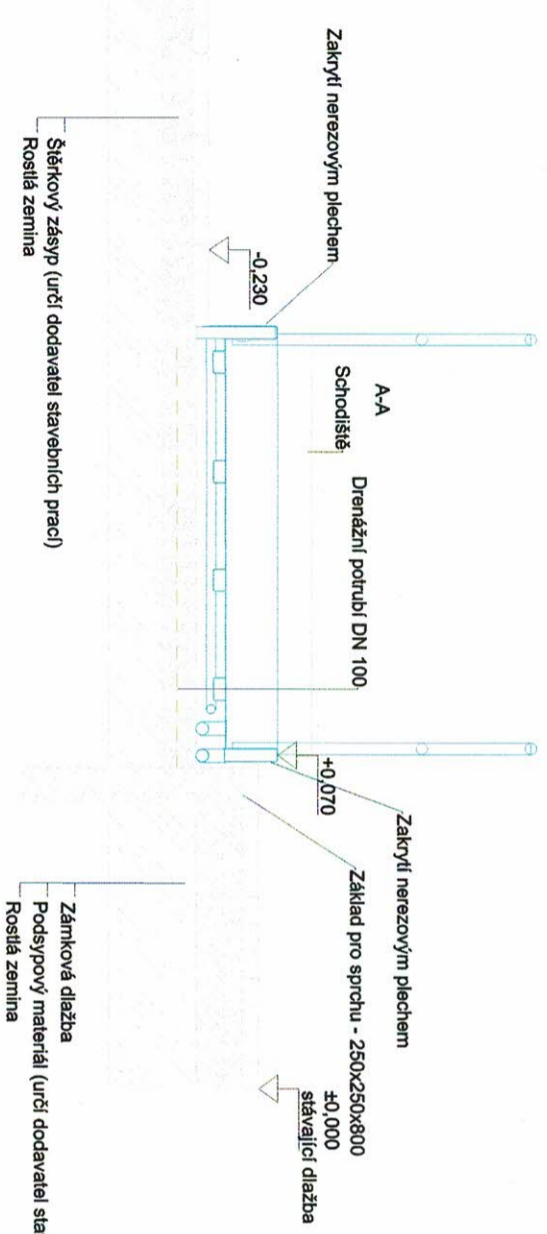 Zakrytí nerezovým plechem
Štěrkový zásyp (určí dodavatel stavebních prací)
Rostlá zemina
-0,230
A-A
Schodiště
Drenážní potrubí DN 100
+0,070
Zakrytí nerezovým plechem
Základ pro sprchu - 250x250x800
±0,000
stávající dlažba
Zámková dlažba
Podsypový materiál (určí dodavatel sta
Rostlá zemina